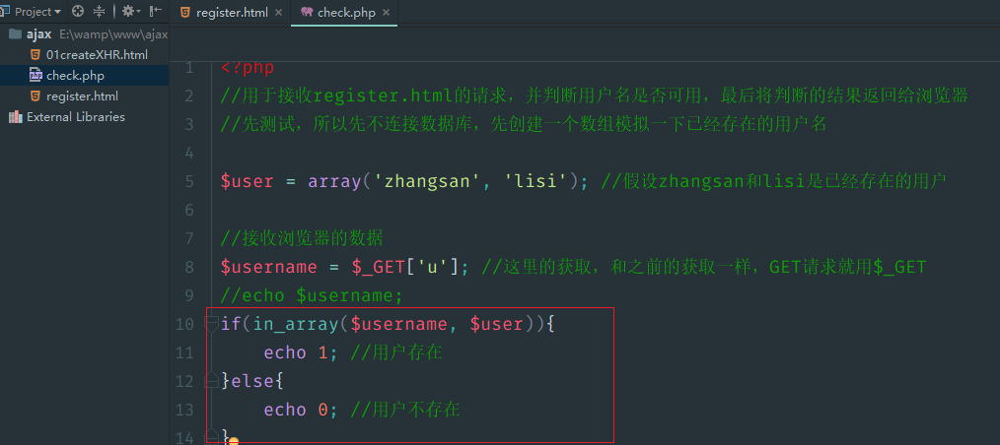 Project
register.html
check.php
ajax E:\wamp\www\ajax
01createXHR.html
check.php
register.html
External Libraries
1 <?php
2 //用于接收register.html的请求，并判断用户名是否可用，最后将判断的结果返回给浏览器
3 //先测试，所以先不连接数据库，先创建一个数组模拟一下已经存在的用户名
4
5 $user = array('zhangsan', 'lisi'); //假设zhangsan和lisi是已经存在的用户
6
7 //接收浏览器的数据
8 $username = $_GET['u']; //这里的获取，和之前的获取一样，GET请求就用$_GET
9 //echo $username;
10 if(in_array($username, $user)){
11 echo 1; //用户存在
12 }else{
13 echo 0; //用户不存在
14 }